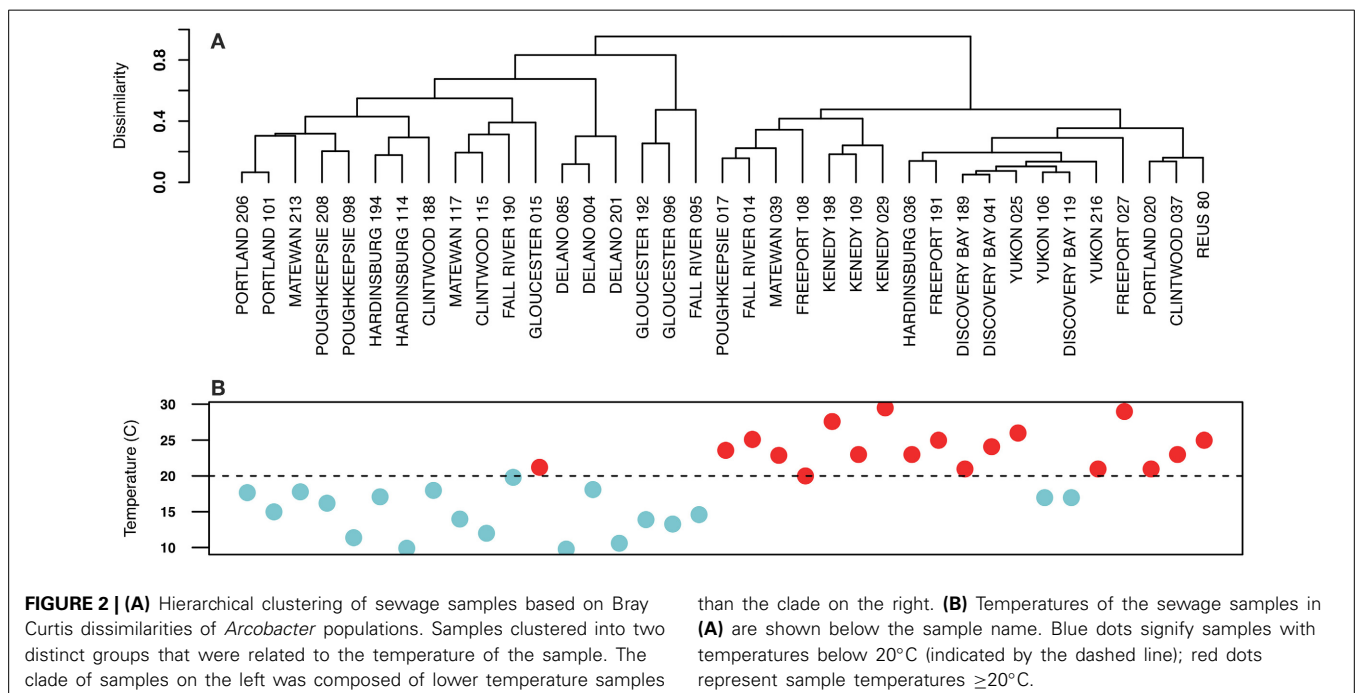 A
Dissimilarity
0.8
0.4
0.0
PORTLAND 206
PORTLAND 101
MATEWAN 213
POUGHKEEPSIE 208
POUGHKEEPSIE 098
HARDINSBURG 194
HARDINSBURG 114
CLINTWOOD 188
MATEWAN 117
CLINTWOOD 115
FALL RIVER 190
GLOUCESTER 015
DELANO 085
DELANO 004
DELANO 201
GLOUCESTER 192
GLOUCESTER 096
FALL RIVER 095
POUGHKEEPSIE 017
FALL RIVER 014
MATEWAN 039
FREEPORT 108
KENEDY 198
KENEDY 109
KENEDY 029
HARDINSBURG 036
FREEPORT 191
DISCOVERY BAY 189
DISCOVERY BAY 041
YUKON 025
YUKON 106
DISCOVERY BAY 119
YUKON 216
FREEPORT 027
PORTLAND 020
CLINTWOOD 037
REUS 80
B
Temperature (C)
30
25
20
15
10
FIGURE 2 | (A) Hierarchical clustering of sewage samples based on Bray
Curtis dissimilarities of Arcobacter populations. Samples clustered into two
distinct groups that were related to the temperature of the sample. The
clade of samples on the left was composed of lower temperature samples
than the clade on the right. (B) Temperatures of the sewage samples in
(A) are shown below the sample name. Blue dots signify samples with
temperatures below 20°C (indicated by the dashed line); red dots
represent sample temperatures ≥20°C.